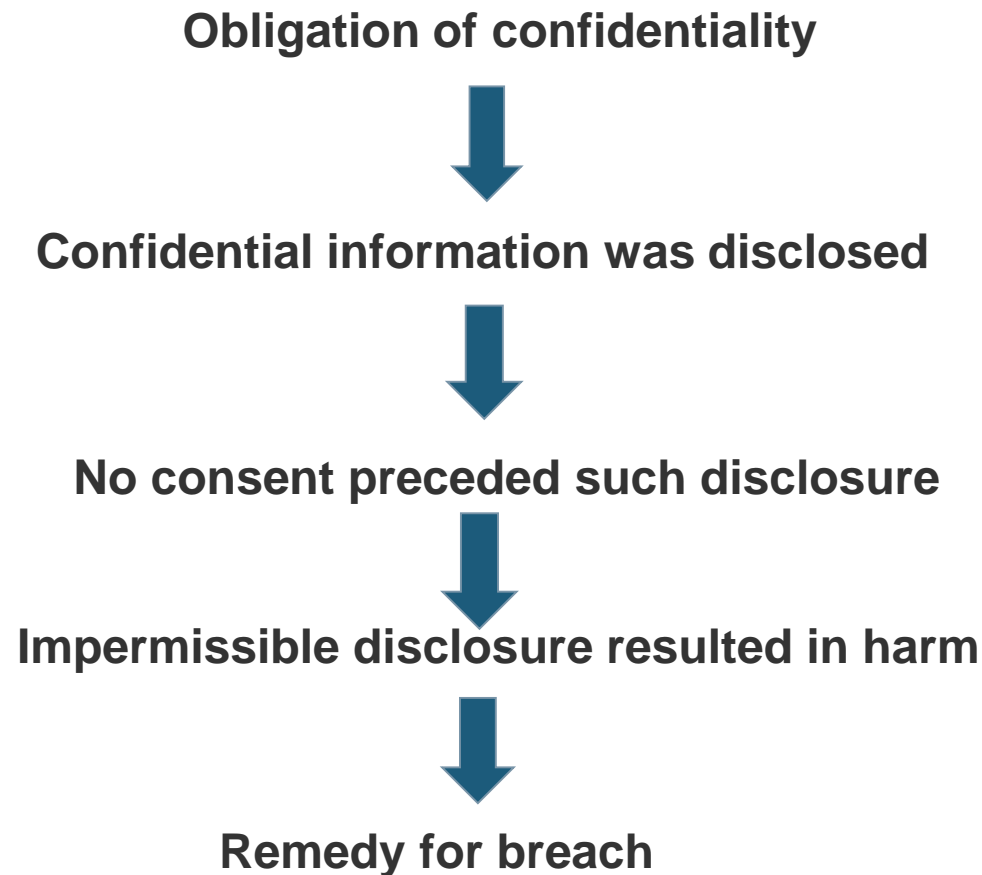 Obligation of confidentiality
Confidential information was disclosed
No consent preceded such disclosure
Impermissible disclosure resulted in harm
Remedy for breach